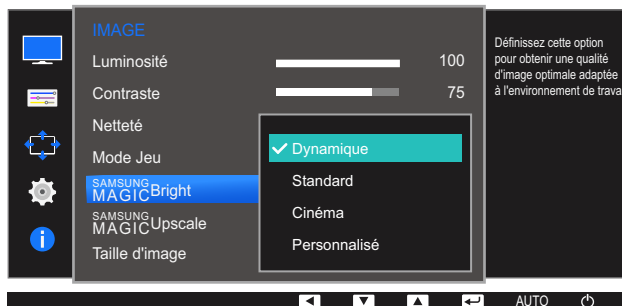 IMAGE
Luminosité 100
Contraste 75
Netteté
Mode Jeu
SAMSUNG
MAGICBright
SAMSUNG
MAGICUpscale
Taille d'image
Dynamique
Standard
Cinéma
Personnalisé
Définissez cette option
pour obtenir une qualité
d'image optimale adaptée
à l'environnement de trava
AUTO